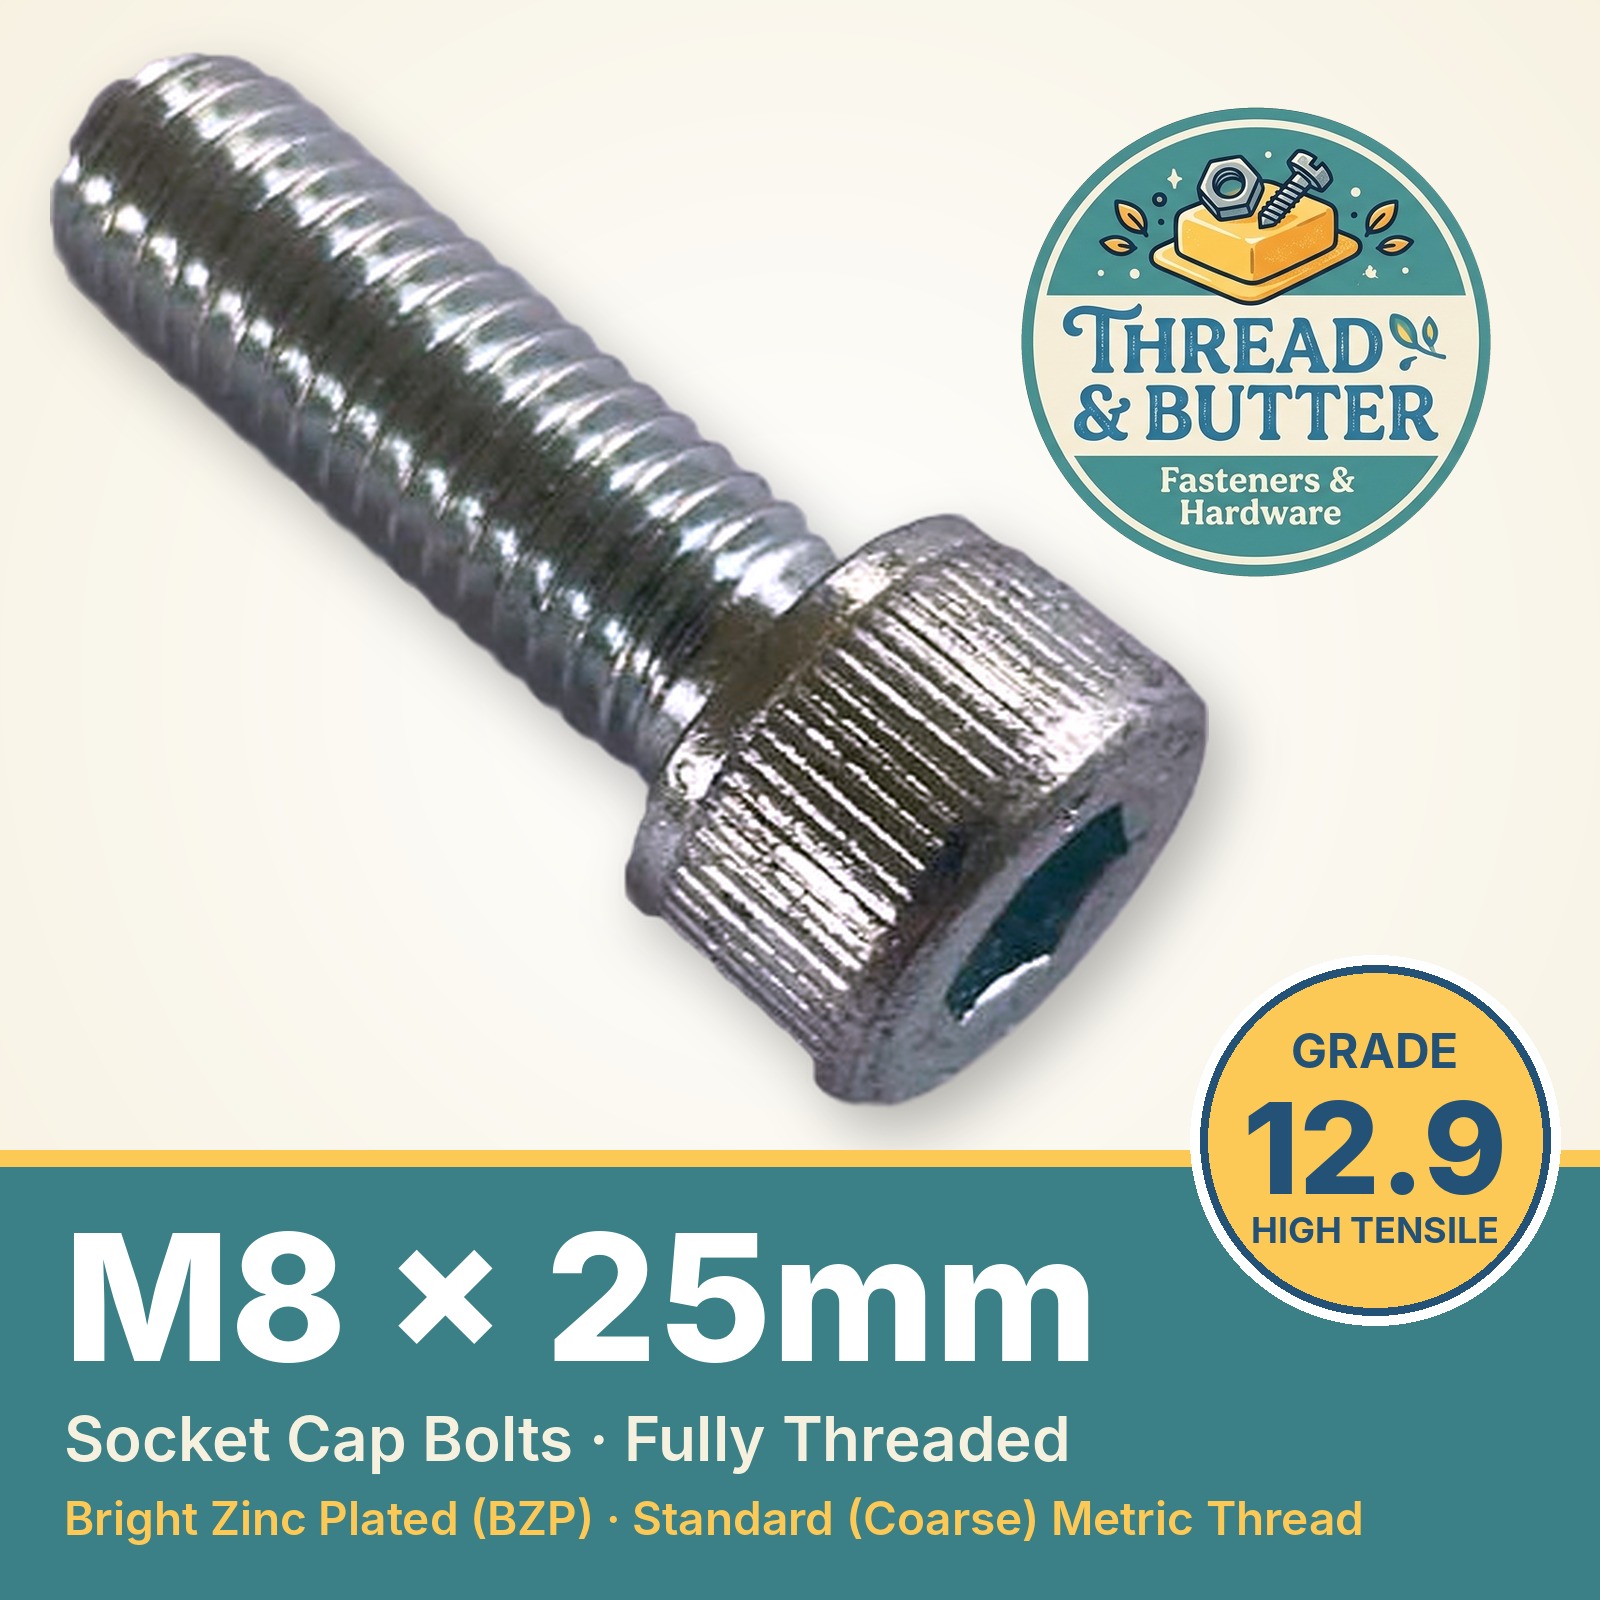 THREAD
& BUTTER
Fasteners &
Hardware
GRADE
12.9
HIGH TENSILE
M8 × 25mm
Socket Cap Bolts · Fully Threaded
Bright Zinc Plated (BZP) · Standard (Coarse) Metric Thread